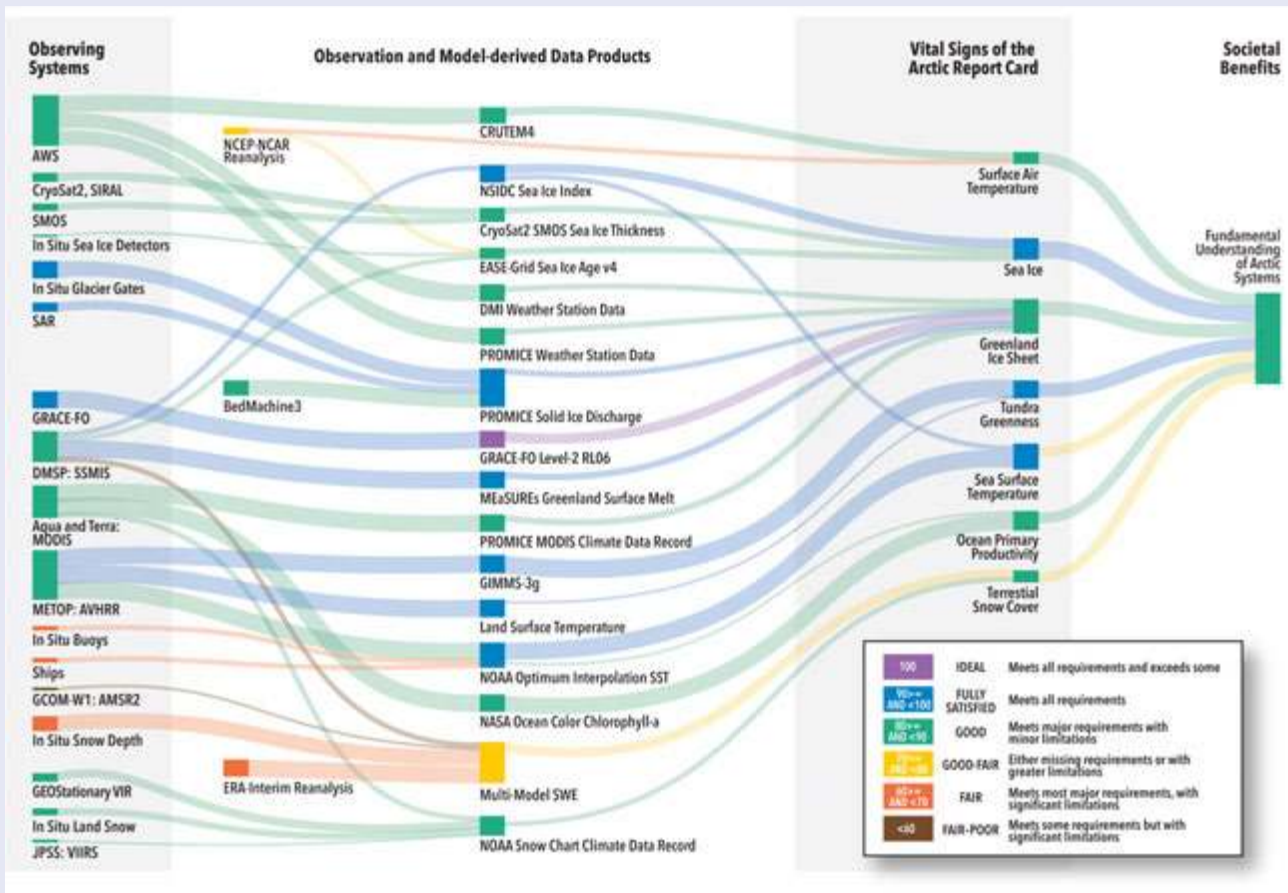 Observing
Systems
Observation and Model-derived Data Products
Vital Signs of the
Arctic Report Card
Societal
Benefits
AWS
CryoSat2, SIRAL
SMOS
In Situ Sea Ice Detectors
In Situ Glacier Gates
SAR
GRACE-FO
DMSP: SSMIS
Aqua and Terra:
MODIS
METOP: AVHRR
In Situ Buoys
Ships
GCOM-W1: AMSR2
In Situ Snow Depth
GEOStationary VIR
In Situ Land Snow
JPSS: VIIRS
NCEP-NCAR
Reanalysis
BedMachine3
ERA-Interim Reanalysis
CRUTEM4
NSIDC Sea Ice Index
CryoSat2 SMOS Sea Ice Thickness
EASE-Grid Sea Ice Age v4
DMI Weather Station Data
PROMICE Weather Station Data
PROMICE Solid Ice Discharge
GRACE-FO Level-2 RL06
MEaSUREs Greenland Surface Melt
PROMICE MODIS Climate Data Record
GIMMS-3g
Land Surface Temperature
NOAA Optimum Interpolation SST
NASA Ocean Color Chlorophyll-a
Multi-Model SWE
NOAA Snow Chart Climate Data Record
Surface Air
Temperature
Sea Ice
Greenland
Ice Sheet
Tundra
Greenness
Sea Surface
Temperature
Ocean Primary
Productivity
Terrestial
Snow Cover
Fundamental
Understanding
of Arctic
Systems
100 IDEAL Meets all requirements and exceeds some
90>=
AND <100
FULLY
SATISFIED
Meets all requirements
80>=
AND <90
GOOD
Meets major requirements with
minor limitations
GOOD-FAIR
Either missing requirements or with
greater limitations
60>=
AND <70
FAIR
Meets most major requirements, with
significant limitations
<60 FAIR-POOR
Meets some requirements but with
significant limitations